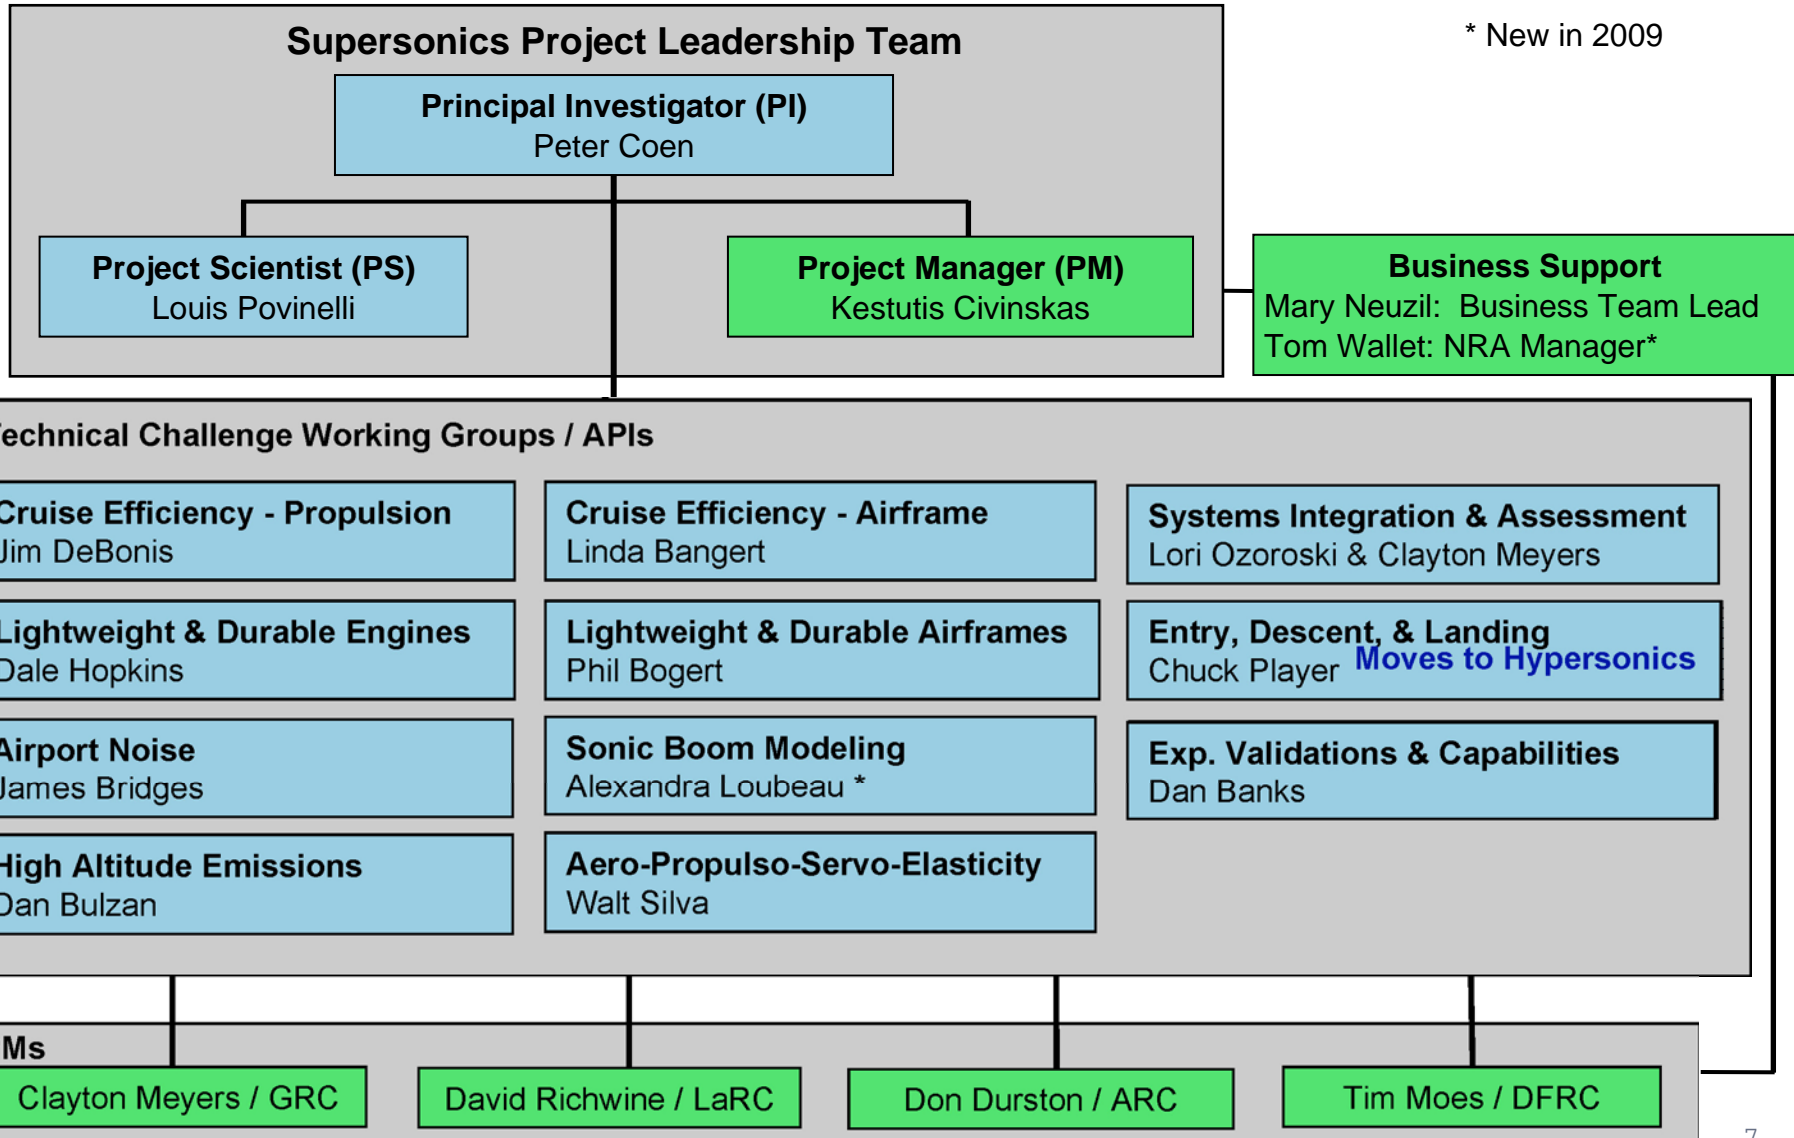 Supersonics Project Leadership Team
* New in 2009
Principal Investigator (PI)
Peter Coen
Project Scientist (PS)
Louis Povinelli
Project Manager (PM)
Kestutis Civinskas
Business Support
Mary Neuzil: Business Team Lead
Tom Wallet: NRA Manager*
echnical Challenge Working Groups / APIs
Cruise Efficiency - Propulsion
Jim DeBonis
Lightweight & Durable Engines
Dale Hopkins
Airport Noise
James Bridges
High Altitude Emissions
Dan Bulzan
Cruise Efficiency - Airframe
Linda Bangert
Lightweight & Durable Airframes
Phil Bogert
Sonic Boom Modeling
Alexandra Loubeau *
Aero-Propulso-Servo-Elasticity
Walt Silva
Systems Integration & Assessment
Lori Ozoroski & Clayton Meyers
Entry, Descent, & Landing
Chuck Player Moves to Hypersonics
Exp. Validations & Capabilities
Dan Banks
Ms
Clayton Meyers / GRC
David Richwine / LaRC
Don Durston / ARC
Tim Moes / DFRC